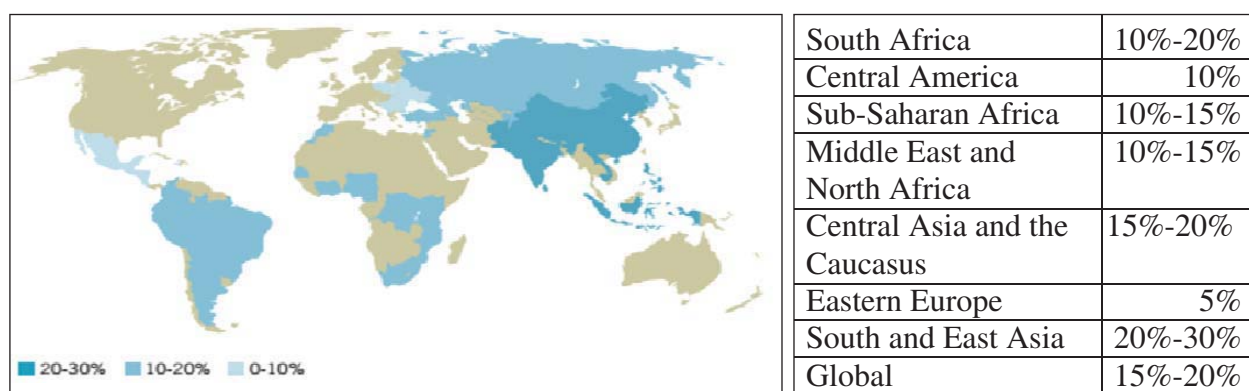 20-30% 10-20% 0-10%
South Africa 10%-20%
Central America 10%
Sub-Saharan Africa 10%-15%
Middle East and 10%-15%
North Africa
Central Asia and the 15%-20%
Caucasus
Eastern Europe 5%
South and East Asia 20%-30%
Global 15%-20%